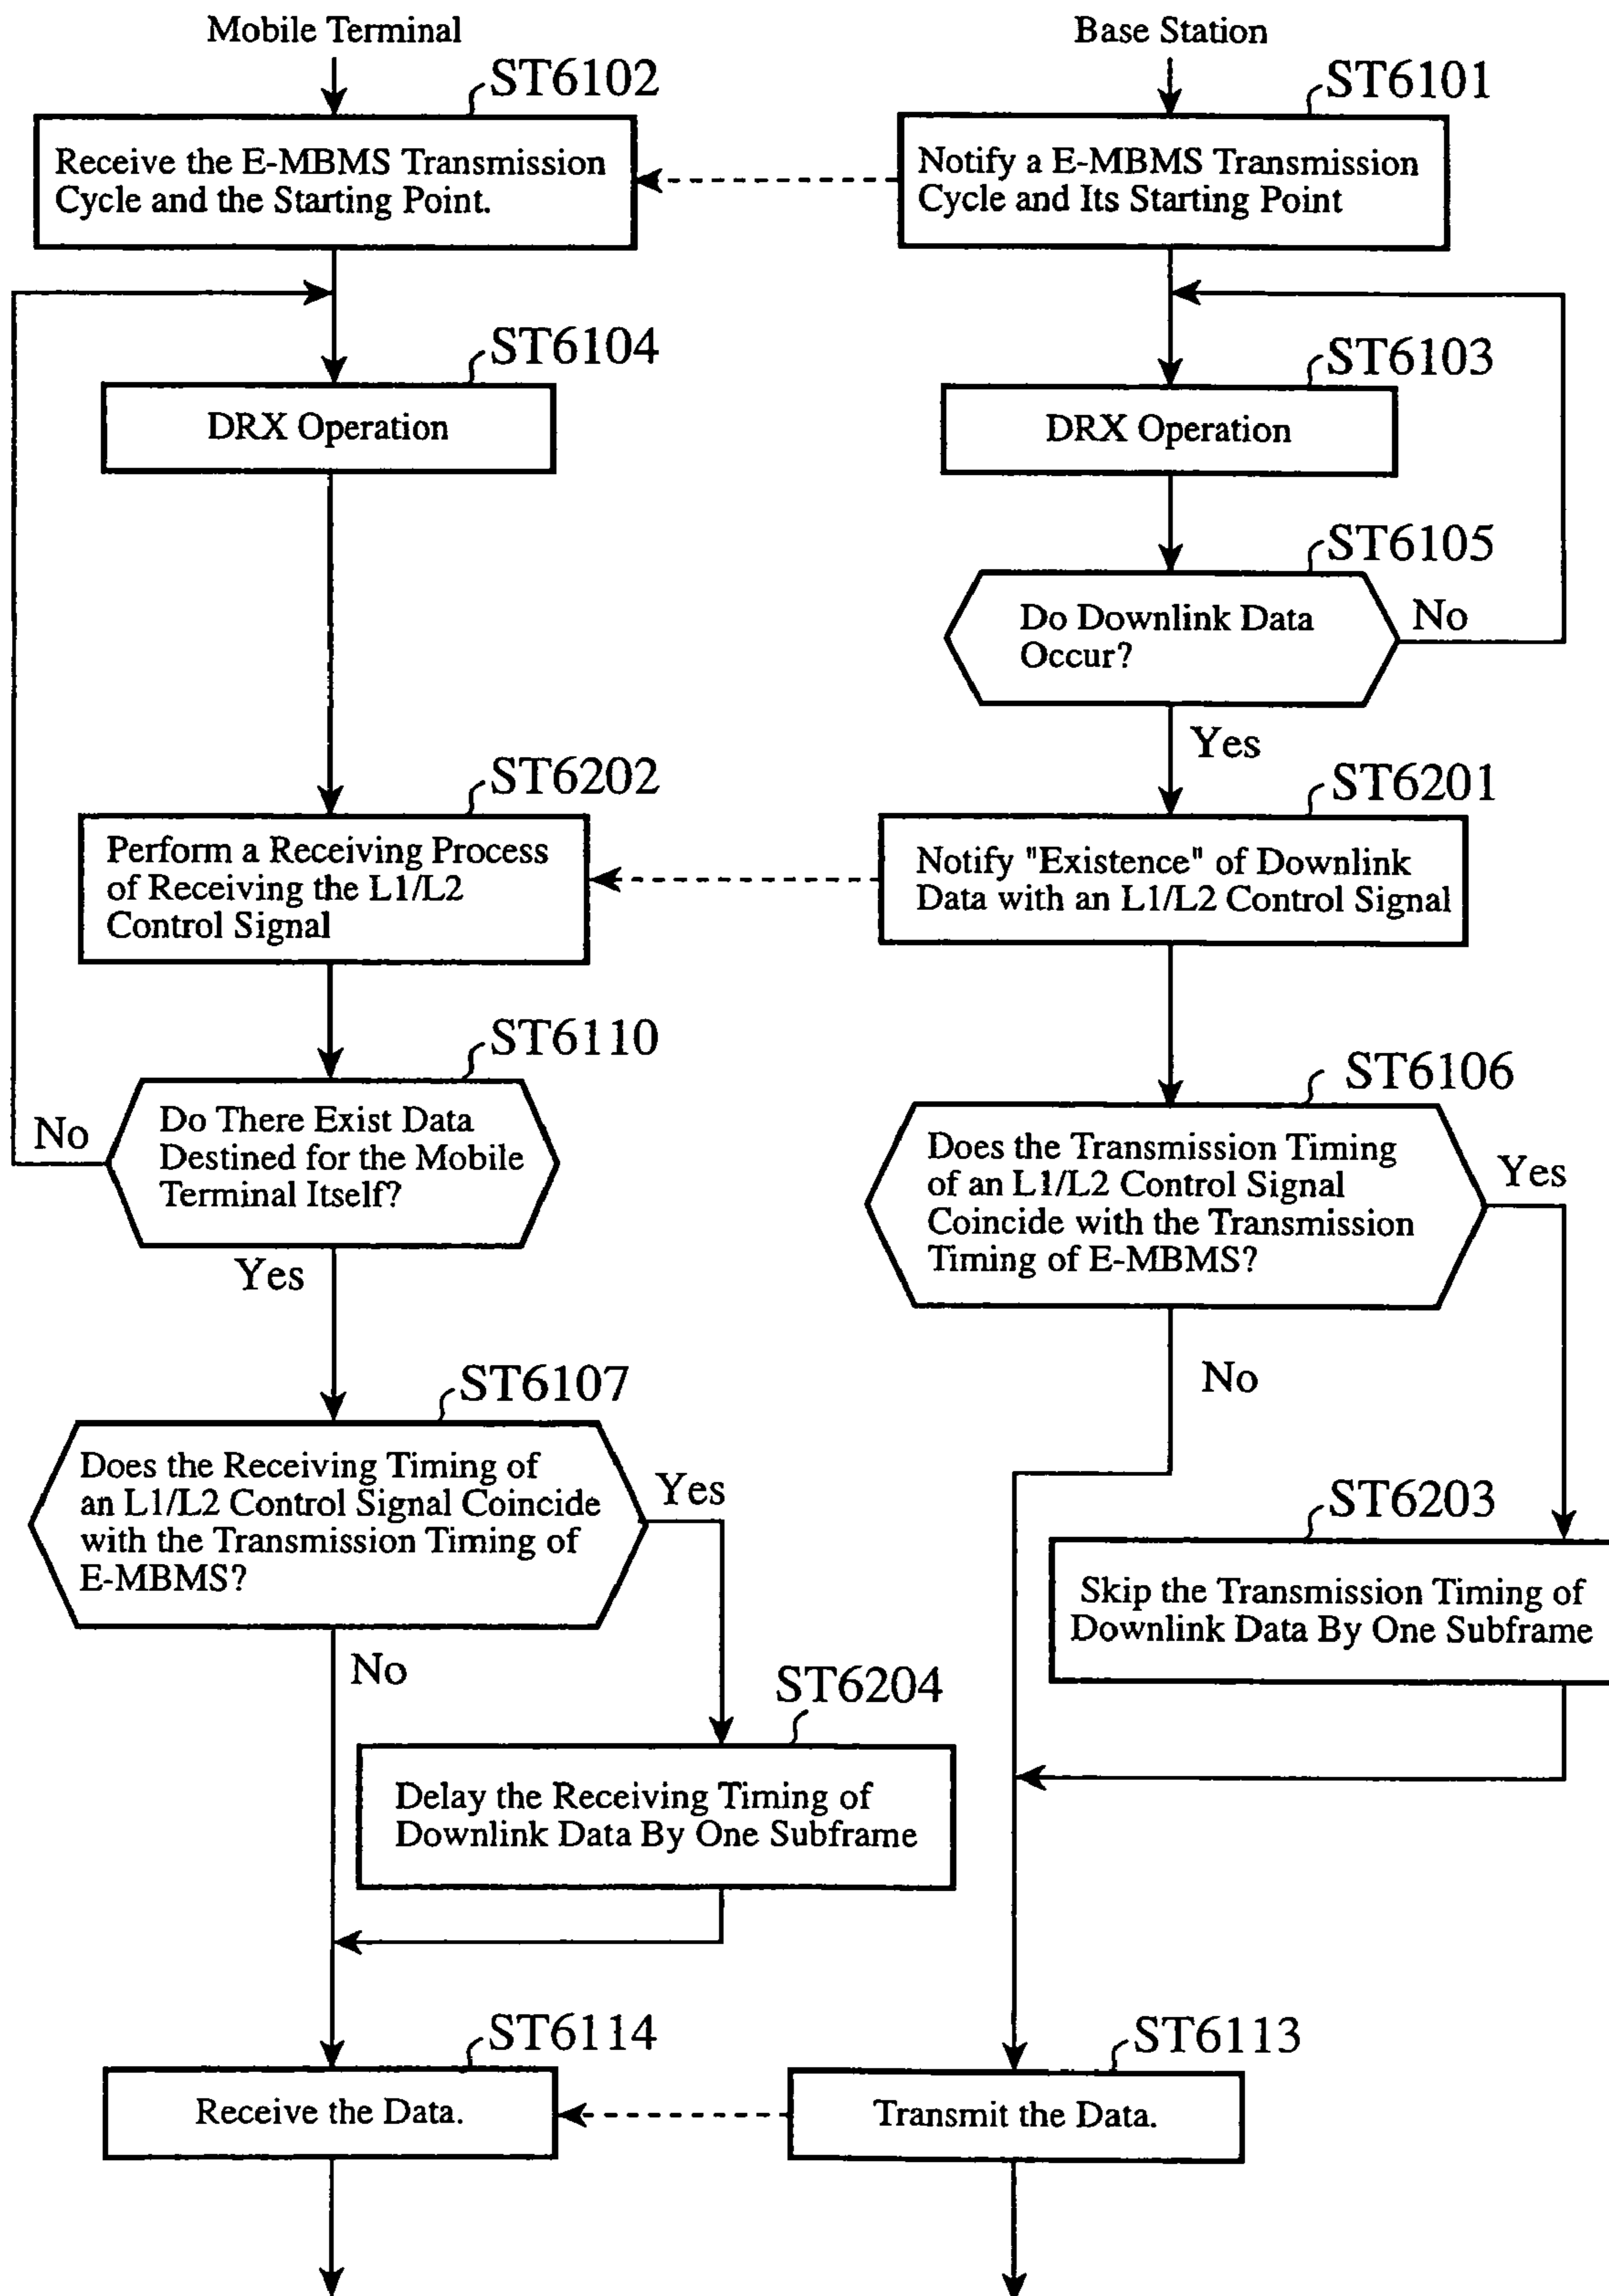 Mobile Terminal
Base Station
ST6102
ST6101
Receive the E-MBMS Transmission
Cycle and the Starting Point.
Notify a E-MBMS Transmission
Cycle and Its Starting Point
ST6104
ST6103
DRX Operation
DRX Operation
ST6105
Do Downlink Data
Occur?
No
Yes
ST6202
ST6201
Perform a Receiving Process
of Receiving the L1/L2
Control Signal
Notify "Existence" of Downlink
Data with an L1/L2 Control Signal
ST6110
ST6106
Do There Exist Data
Destined for the Mobile
Terminal Itself?
No
Yes
Does the Transmission Timing
of an L1/L2 Control Signal
Coincide with the Transmission
Timing of E-MBMS?
Yes
No
ST6107
Does the Receiving Timing of
an L1/L2 Control Signal Coincide
with the Transmission Timing of
E-MBMS?
Yes
No
ST6203
Skip the Transmission Timing of
Downlink Data By One Subframe
ST6204
Delay the Receiving Timing of
Downlink Data By One Subframe
ST6114
ST6113
Receive the Data.
Transmit the Data.